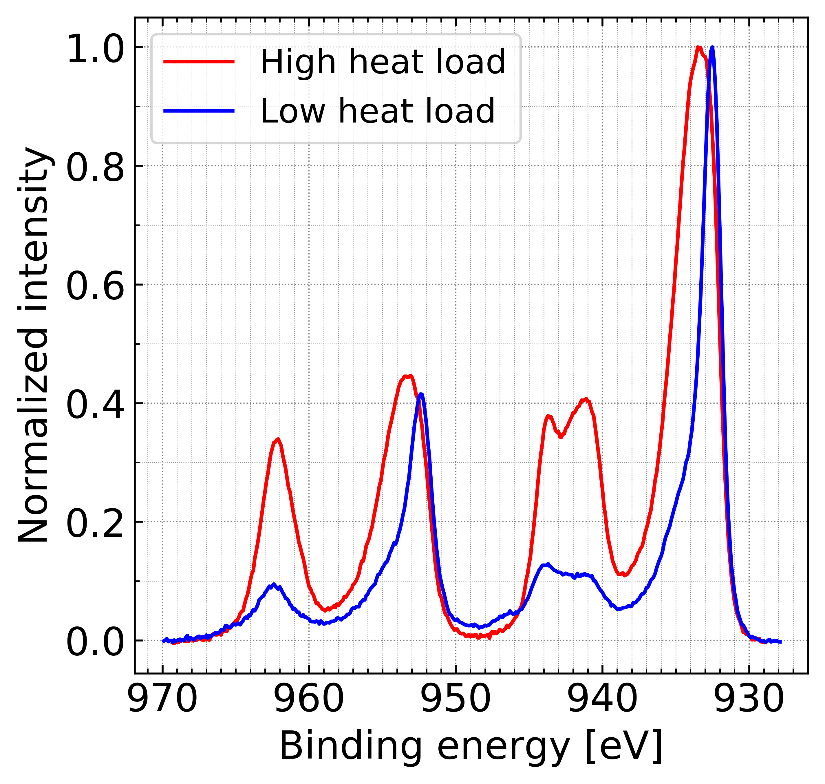 High heat load
Low heat load
1.0
0.8
0.6
0.4
0.2
0.0
Normalized intensity
970 960 950 940 930
Binding energy [eV]